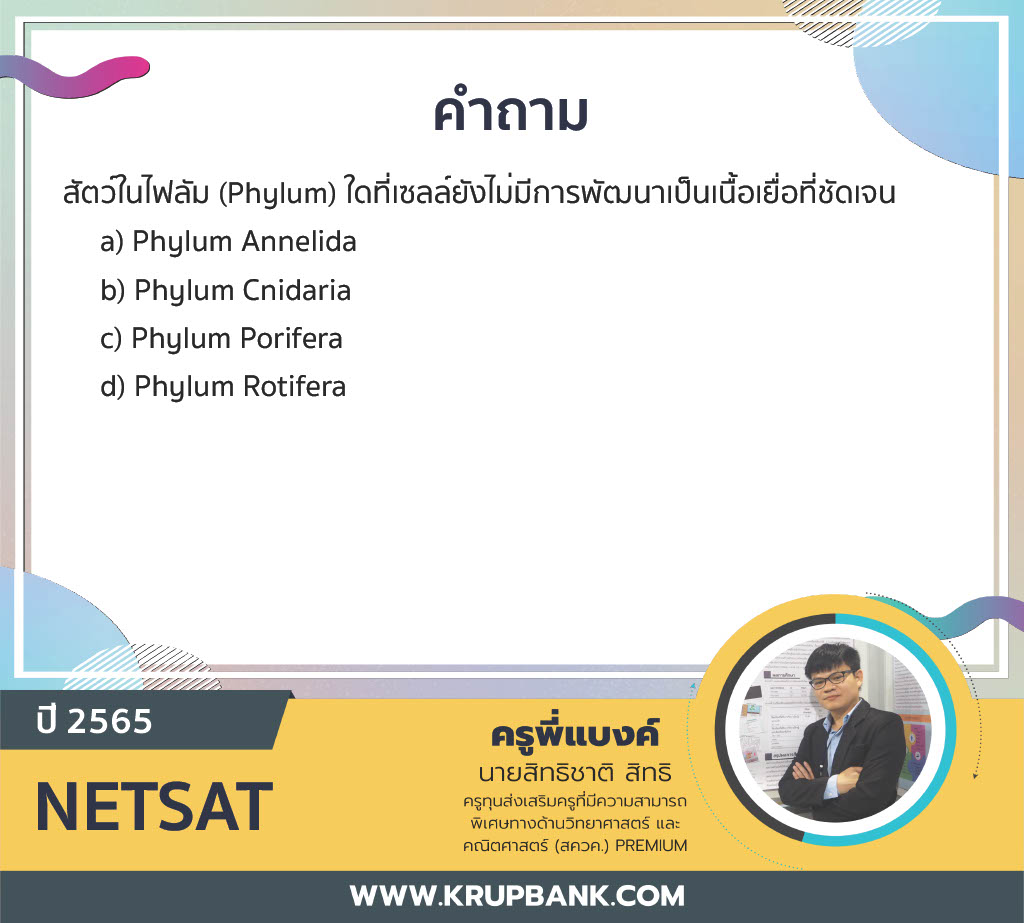 คำถาม
สัตว์ในไฟลัม (Phylum) ใดที่เซลล์ยังไม่มีการพัฒนาเป็นเนื้อเยื่อที่ชัดเจน
a) Phylum Annelida
b) Phylum Cnidaria
c) Phylum Porifera
d) Phylum Rotifera
ปี 2565
NETSAT
ครูพี่แบงค์
นายสิทธิชาติ สิทธิ
ครูทุนส่งเสริมครูที่มีความสามารถ
พิเศษทางด้านวิทยาศาสตร์ และ
คณิตศาสตร์ (สควค.) PREMIUM
WWW.KRUPBANK.COM